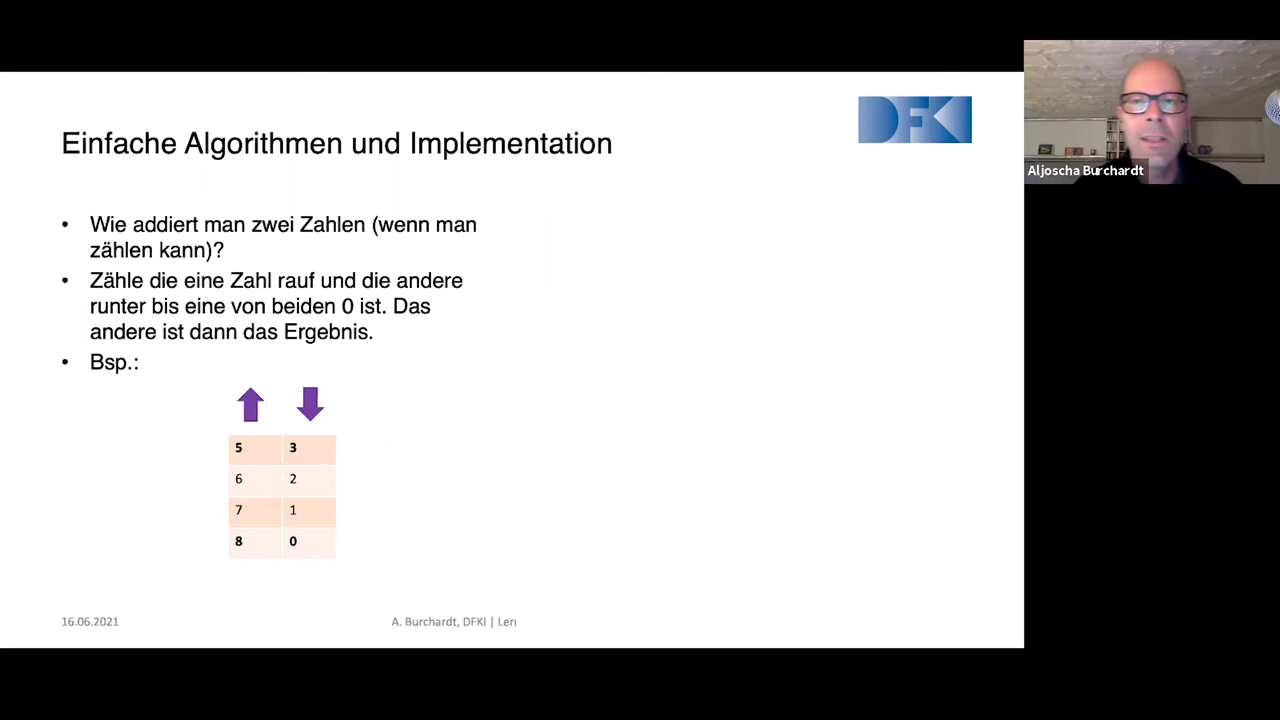 DFKI
Einfache Algorithmen und Implementation
Aljoscha Burchardt
• Wie addiert man zwei Zahlen (wenn man
zählen kann)?
• Zähle die eine Zahl rauf und die andere
runter bis eine von beiden 0 ist. Das
andere ist dann das Ergebnis.
• Bsp.:
5 3
6 2
7 1
8 0
16.06.2021
A. Burchardt, DFKI | Lern